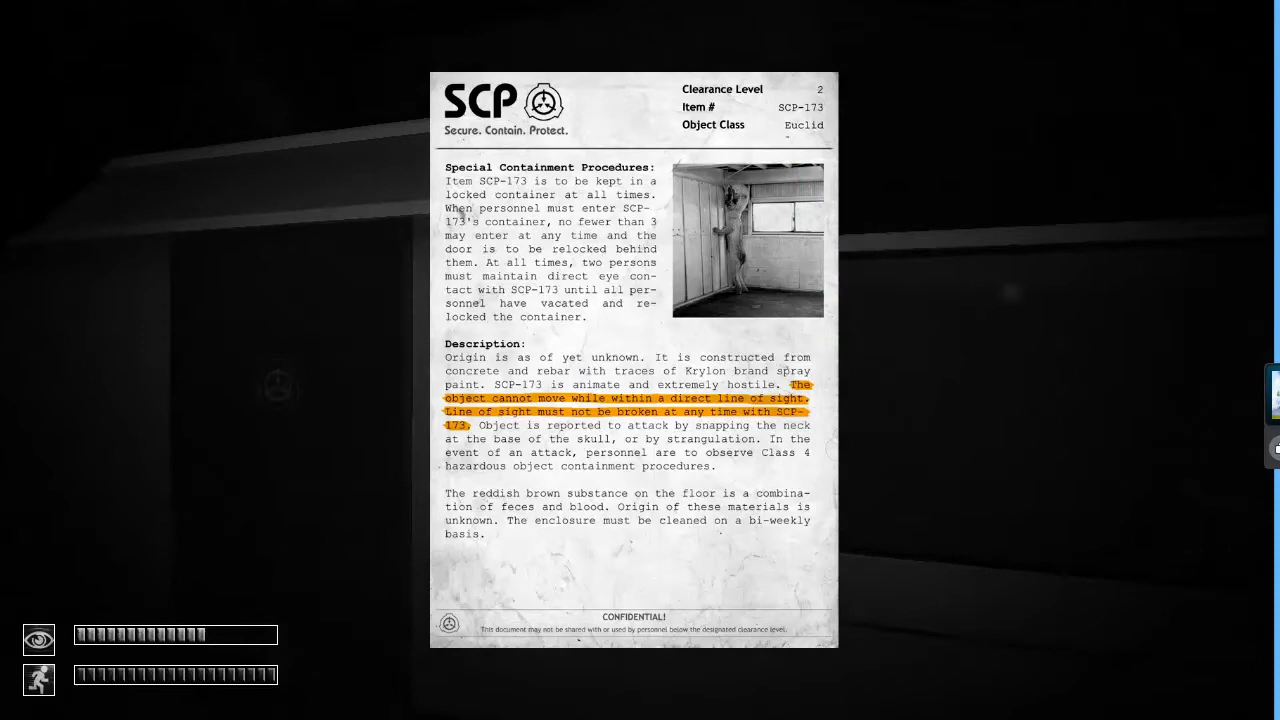 SCP
Secure. Contain. Protect.
Clearance Level 2
Item # SCP-173
Object Class Euclid
Special Containment Procedures:
Item SCP-173 is to be kept in a
locked container at all times.
When personnel must enter SCP-
173's container, no fewer than 3
may enter at any time and the
door is to be relocked behind
them. At all times, two persons
must maintain direct eye con-
tact with SCP-173 until all per-
sonnel have vacated and re-
locked the container.
Description:
Origin is as of yet unknown. It is constructed from
concrete and rebar with traces of Krylon brand spray
paint. SCP-173 is animate and extremely hostile. The
object cannot move while within a direct line of sight.
Line of sight must not be broken at any time with SCP-
173. Object is reported to attack by snapping the neck
at the base of the skull, or by strangulation. In the
event of an attack, personnel are to observe Class 4
hazardous object containment procedures.
The reddish brown substance on the floor is a combina-
tion of feces and blood. Origin of these materials is
unknown. The enclosure must be cleaned on a bi-weekly
basis.
CONFIDENTIAL!
This document may not be shared with or used by personnel below the designated clearance level.